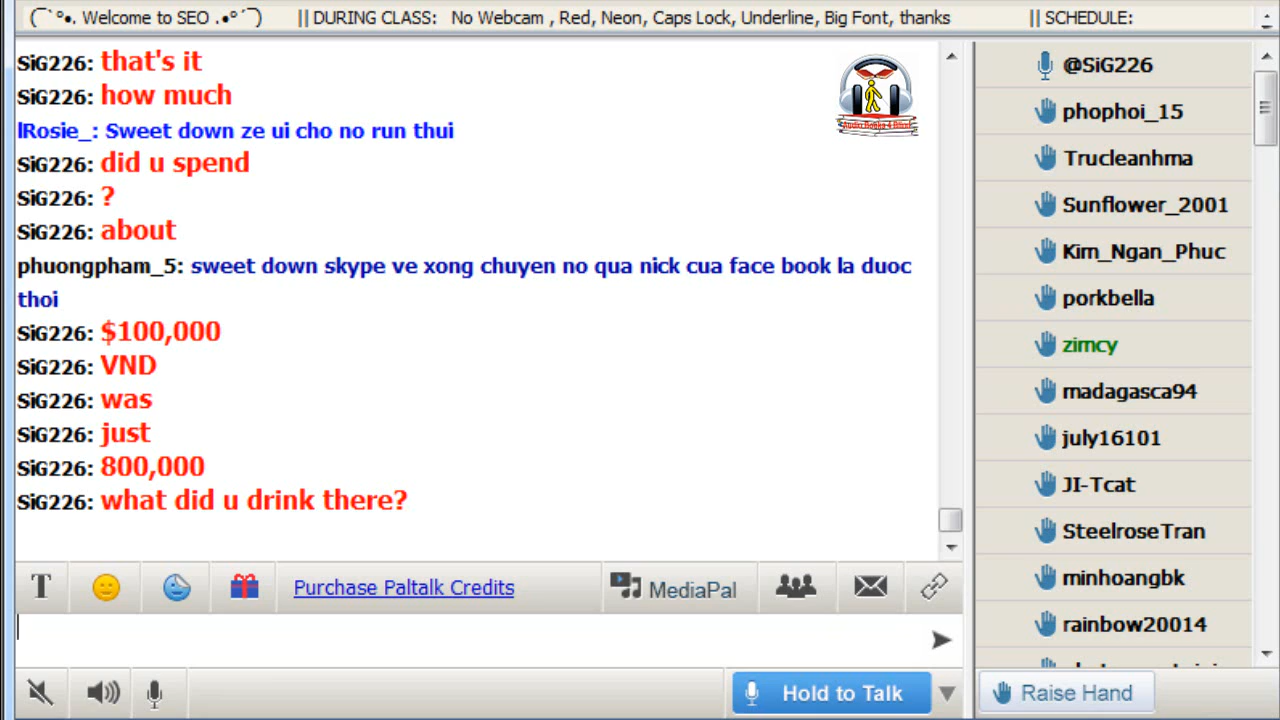 (¯`°•. Welcome to SEO .•°´¯) || DURING CLASS: No Webcam , Red, Neon, Caps Lock, Underline, Big Font, thanks || SCHEDULE:
SiG226: that's it
SiG226: how much
lRosie_: Sweet down ze ui cho no run thui
SiG226: did u spend
SiG226: ?
SiG226: about
phuongpham_5: sweet down skype ve xong chuyen no qua nick cua face book la duoc
thoi
SiG226: $100,000
SiG226: VND
SiG226: was
SiG226: just
SiG226: 800,000
SiG226: what did u drink there?
Purchase Paltalk Credits
MediaPal
Hold to Talk
@SiG226
phophoi_15
Trucleanhma
Sunflower_2001
Kim_Ngan_Phuc
porkbella
zimcy
madagasca94
july16101
JI-Tcat
SteelroseTran
minhoangbk
rainbow20014
Raise Hand